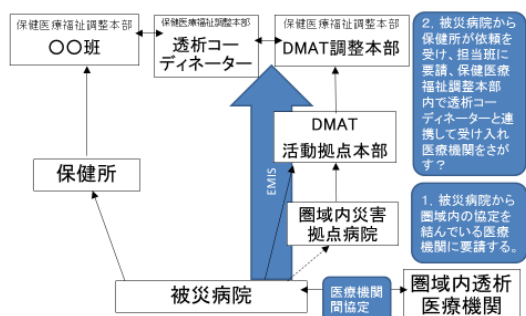 保健医療福祉調整本部
〇〇班
保健医療福祉調整本部
透析コー
ディネーター
保健医療福祉調整本部
DMAT調整本部
2. 被災病院から
保健所が依頼を
受け、担当班に
要請、保健医療
福祉調整本部
内で透析コー
ディネーターと連
携して受け入れ
医療機関をさが
す？
DMAT
活動拠点本部
EMIS
保健所
1. 被災病院から
圏域内の協定を
結んでいる医療
機関に要請する。
圏域内災害
拠点病院
被災病院
医療機関
間協定
圏域内透析
医療機関